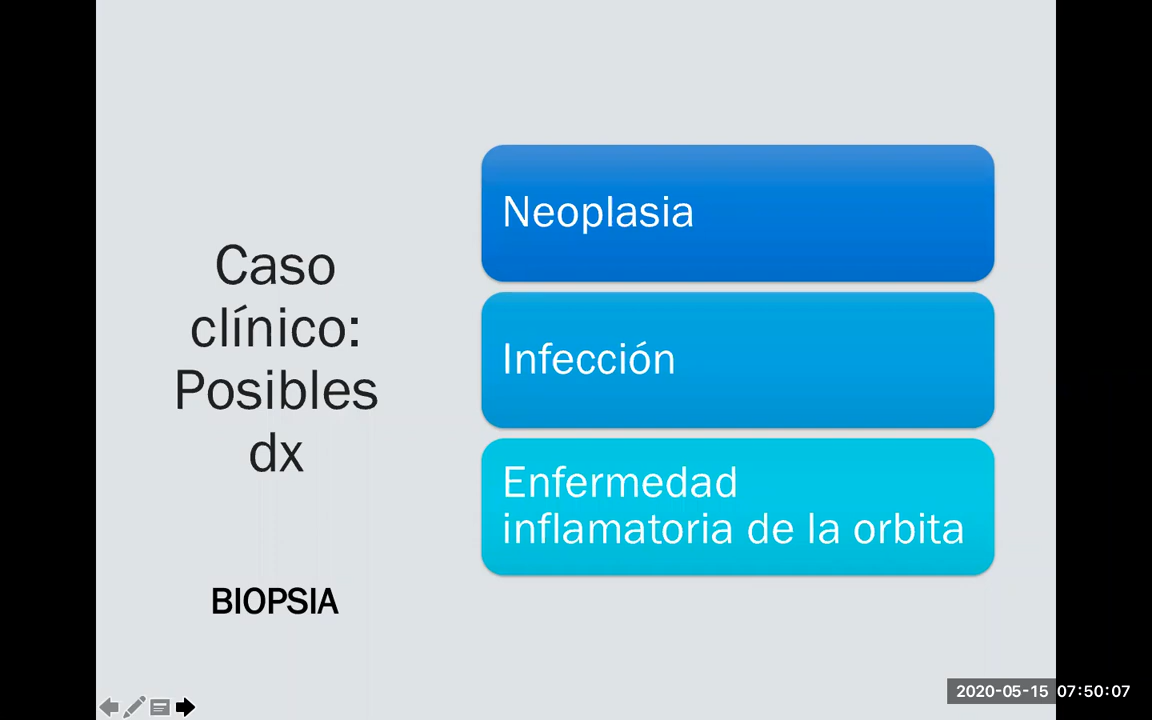 Caso
clínico:
Posibles
dx
BIOPSIA
Neoplasia
Infección
Enfermedad
inflamatoria de la orbita
2020-05-15 07:50:07